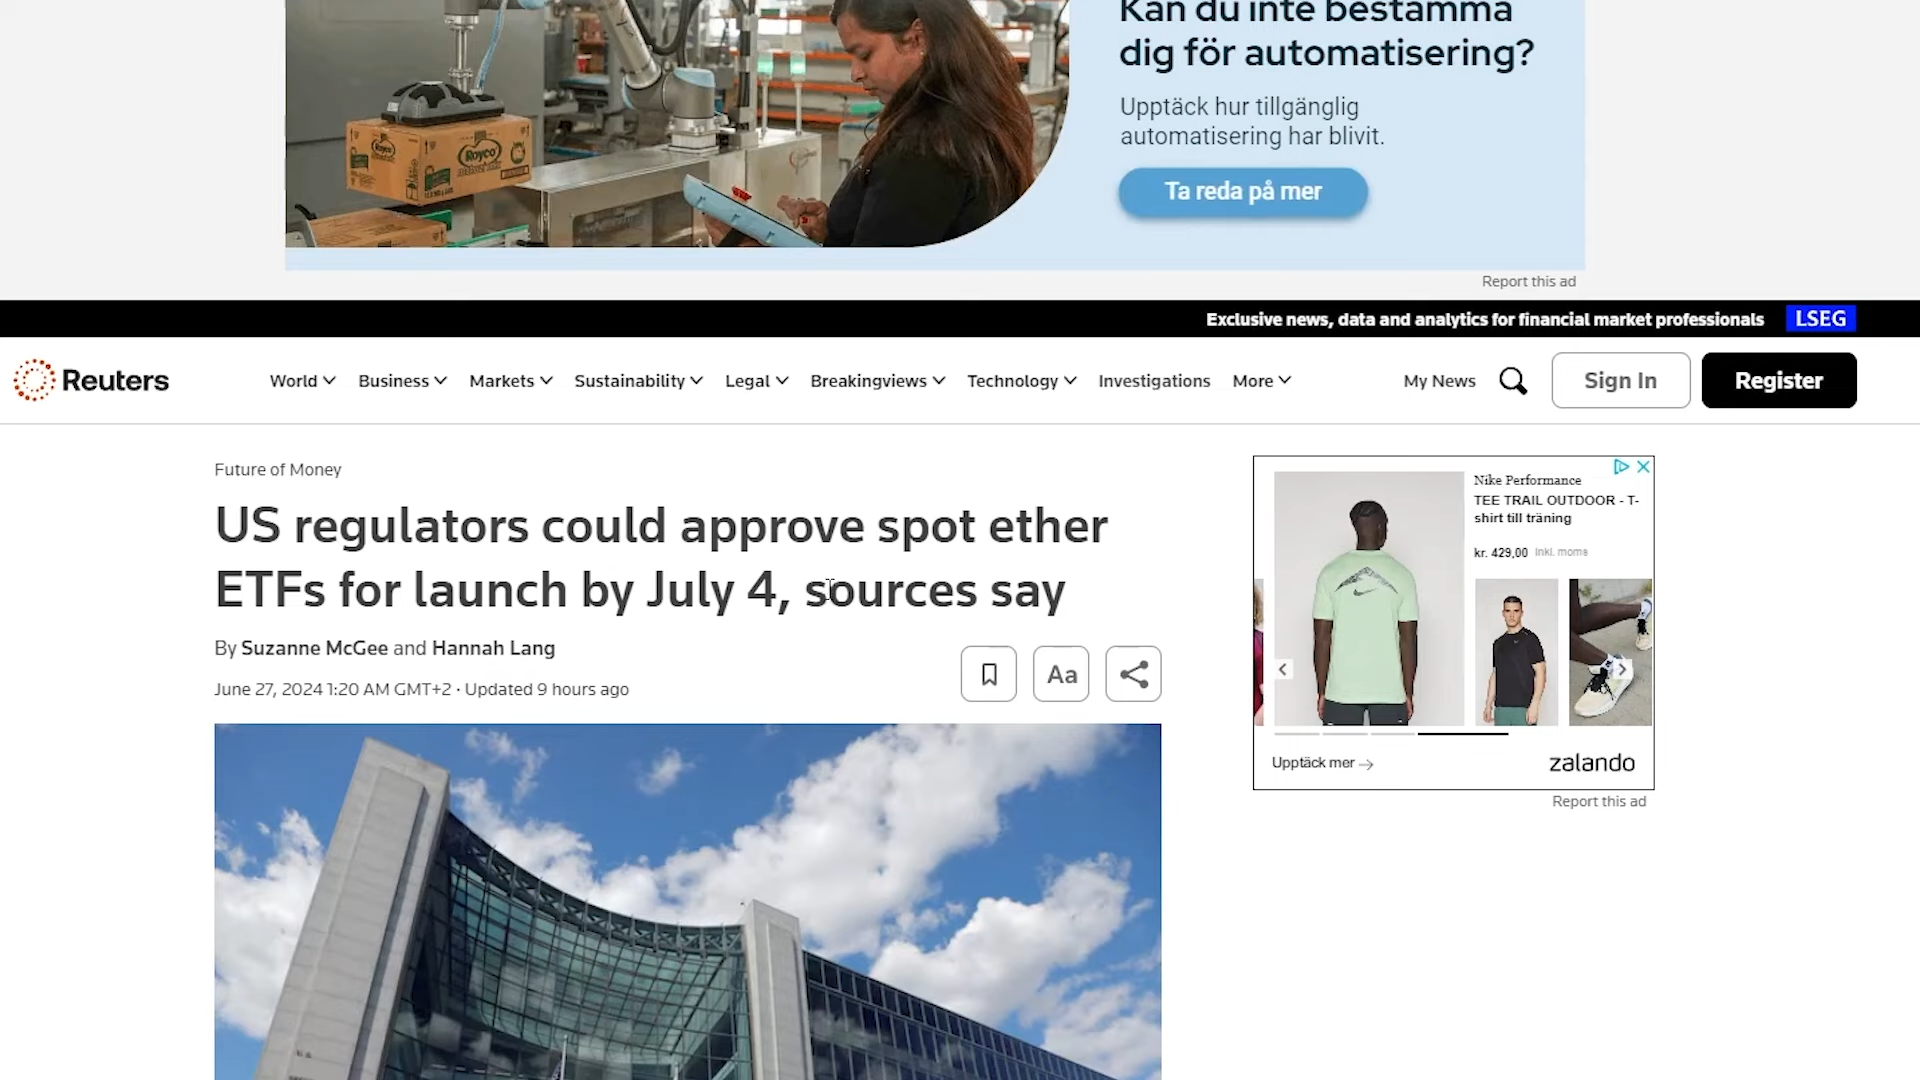 Kan du inte bestämma
dig för automatisering?
Upptäck hur tillgänglig
automatisering har blivit.
Ta reda på mer
Royco
Royco
Report this ad
Exclusive news, data and analytics for financial market professionals LSEG
Reuters World Business Markets Sustainability Legal Breakingviews Technology Investigations More My News Sign In Register
Future of Money
US regulators could approve spot ether
ETFs for launch by July 4, sources say
By Suzanne McGee and Hannah Lang
June 27, 2024 1:20 AM GMT+2 · Updated 9 hours ago
Aa
Nike Performance
TEE TRAIL OUTDOOR - T-
shirt till träning
kr. 429,00 Inkl. moms
Upptäck mer
zalando
Report this ad